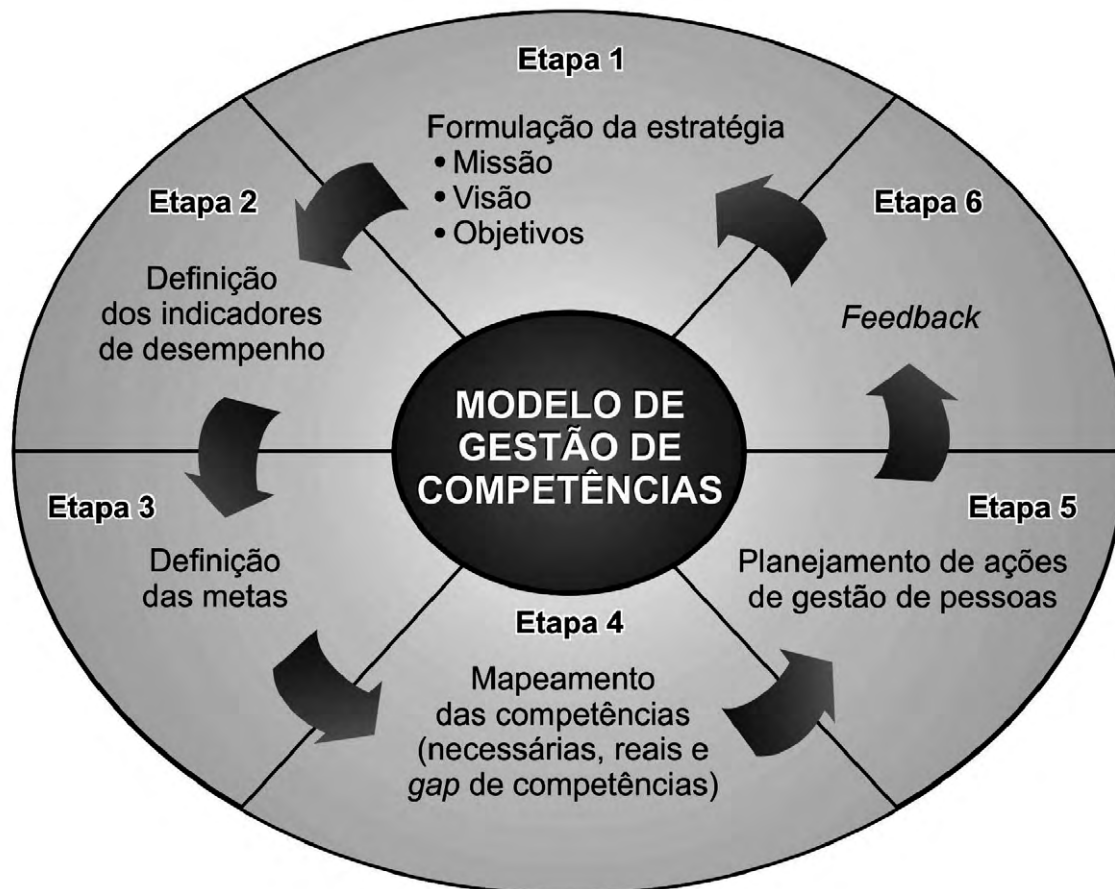 Etapa 1
Formulação da estratégia
• Missão
• Visão
• Objetivos
Etapa 2
Definição
dos indicadores
de desempenho
Etapa 3
Definição
das metas
Etapa 4
Mapeamento
das competências
(necessárias, reais e
gap de competências)
Etapa 5
Planejamento de ações
de gestão de pessoas
Etapa 6
Feedback
MODELO DE
GESTÃO DE
COMPETÊNCIAS